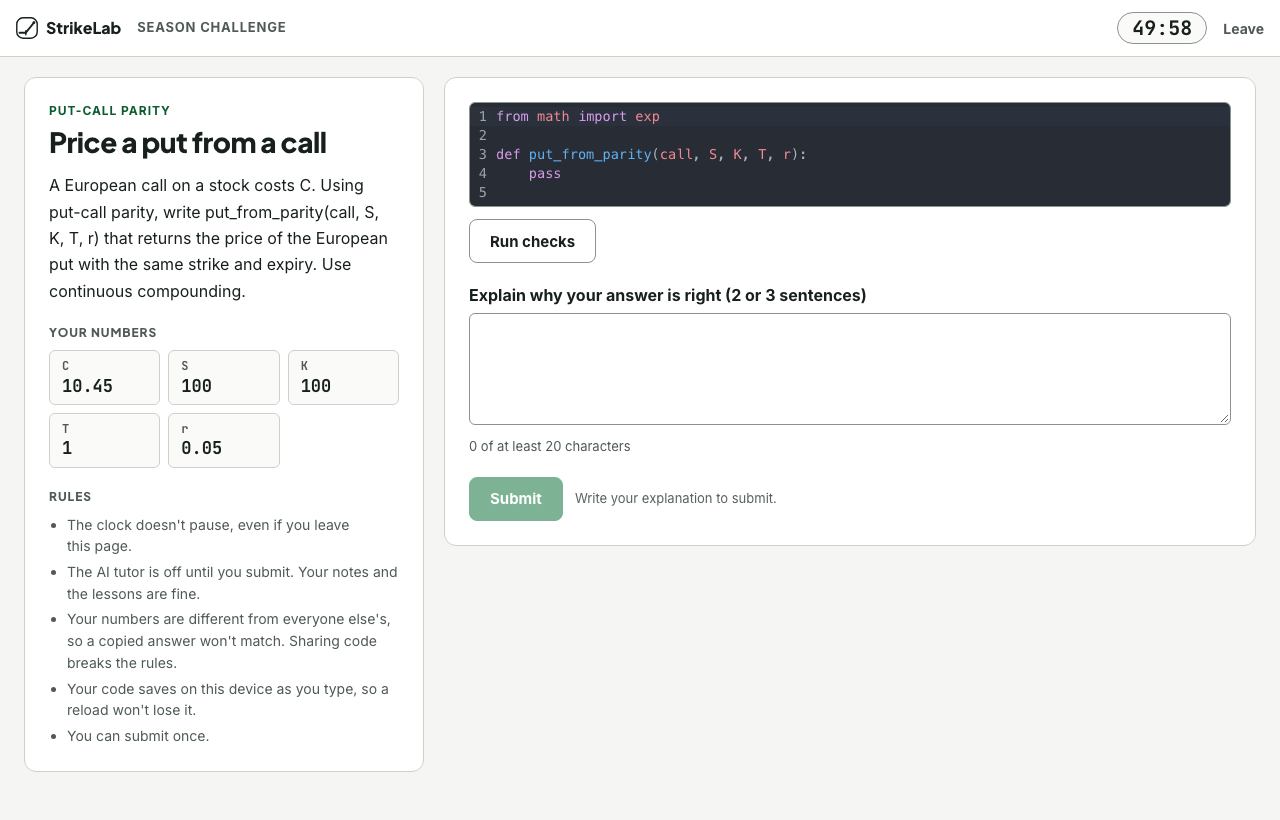 StrikeLab
SEASON CHALLENGE
49:58
Leave
PUT-CALL PARITY
Price a put from a call
A European call on a stock costs C. Using
put-call parity, write put_from_parity(call, S,
K, T, r) that returns the price of the European
put with the same strike and expiry. Use
continuous compounding.
YOUR NUMBERS
C
10.45
S
100
K
100
T
1
r
0.05
RULES
The clock doesn't pause, even if you leave
this page.
The AI tutor is off until you submit. Your notes and
the lessons are fine.
Your numbers are different from everyone else's,
so a copied answer won't match. Sharing code
breaks the rules.
Your code saves on this device as you type, so a
reload won't lose it.
You can submit once.
1 from math import exp
2
3 def put_from_parity(call, S, K, T, r):
4     pass
5
Run checks
Explain why your answer is right (2 or 3 sentences)
0 of at least 20 characters
Submit
Write your explanation to submit.